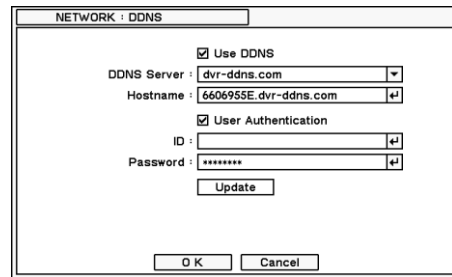 NETWORK : DDNS
Use DDNS
DDNS Server : dvr-ddns.com
Hostname : 6606955E.dvr-ddns.com
User Authentication
ID :
Password : ********
Update
O K Cancel